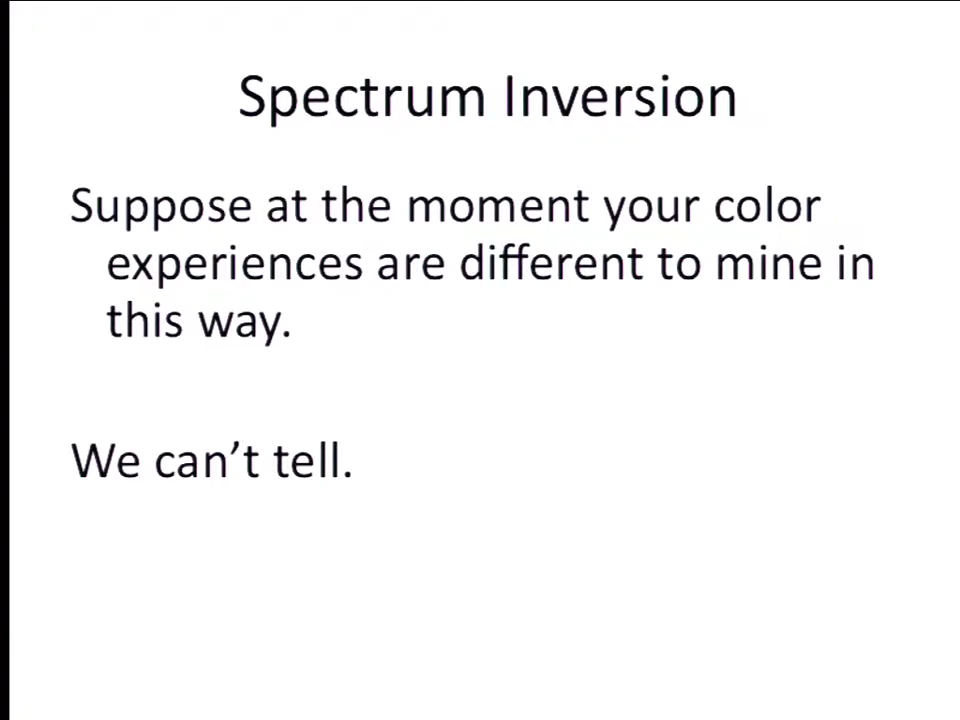 Spectrum Inversion
Suppose at the moment your color
experiences are different to mine in
this way.
We can’t tell.